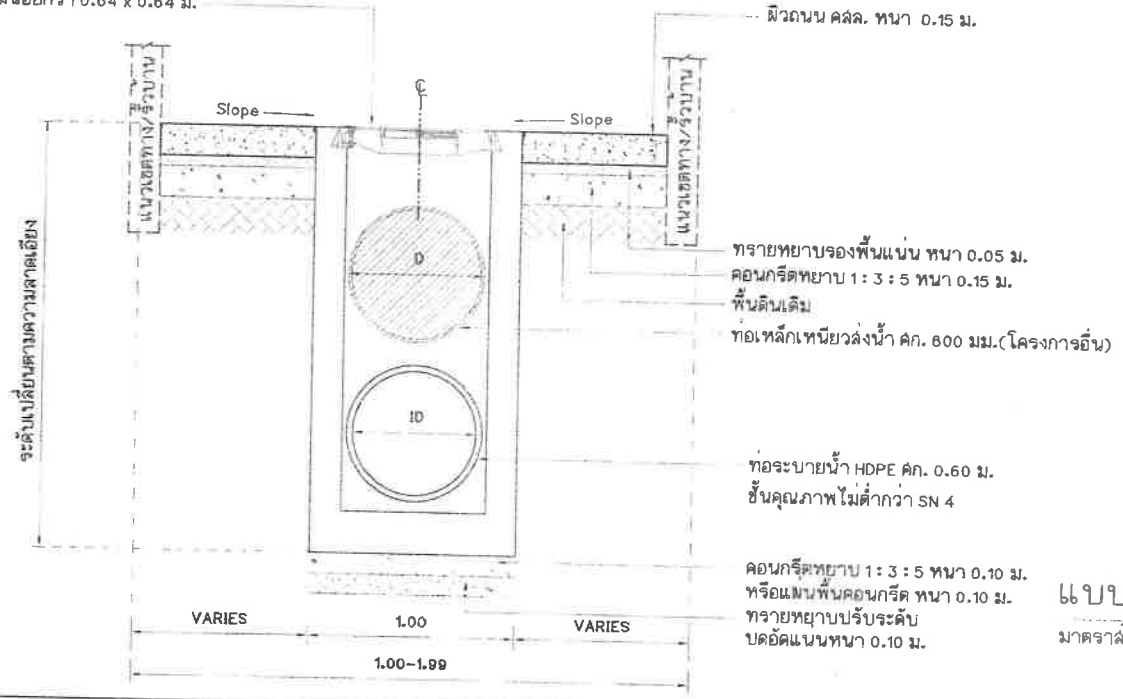 0.64 x 0.64 ม.
ผิวถนน คสล. หนา 0.15 ม.
แนวเขตทาง/รั้วบ้าน
Slope
℄
Slope
แนวเขตทาง/รั้วบ้าน
ระดับเปลี่ยนตามความลาดเอียง
D
ทรายหยาบรองพื้นแน่น หนา 0.05 ม.
คอนกรีตหยาบ 1 : 3 : 5 หนา 0.15 ม.
พื้นดินเดิม
ท่อเหล็กเหนียวส่งน้ำ ศก. 600 มม.(โครงการอื่น)
ID
ท่อระบายน้ำ HDPE ศก. 0.60 ม.
ชั้นคุณภาพไม่ต่ำกว่า SN 4
คอนกรีตหยาบ 1 : 3 : 5 หนา 0.10 ม.
หรือแผ่นพื้นคอนกรีต หนา 0.10 ม.
ทรายหยาบปรับระดับ
บดอัดแน่นหนา 0.10 ม.
VARIES
1.00
VARIES
1.00-1.99
แบบ